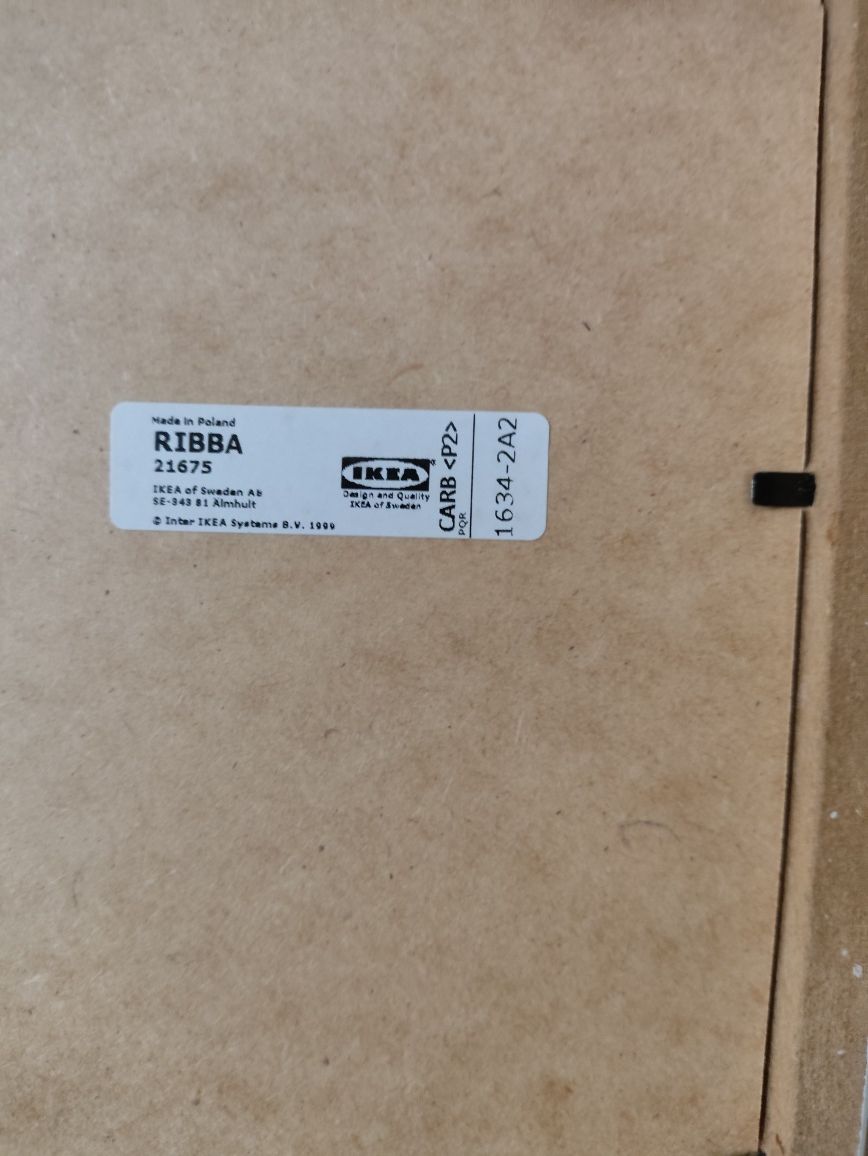 Made in Poland
RIBBA
21675
IKEA of Sweden AB
SE-343 81 Älmhult
© Inter IKEA Systems B.V. 1999
IKEA®
Design and Quality
IKEA of Sweden
CARB <P2>
PQR
1634-2A2